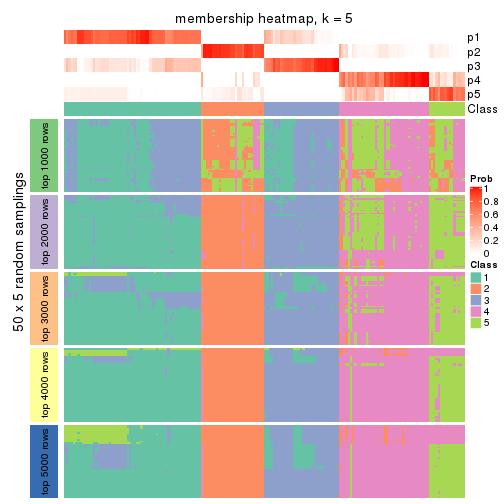 membership heatmap, k = 5
p1
p2
p3
p4
p5
Class
50 x 5 random samplings
top 1000 rows
top 2000 rows
top 3000 rows
top 4000 rows
top 5000 rows
Prob
1
0.8
0.6
0.4
0.2
0
Class
1
2
3
4
5